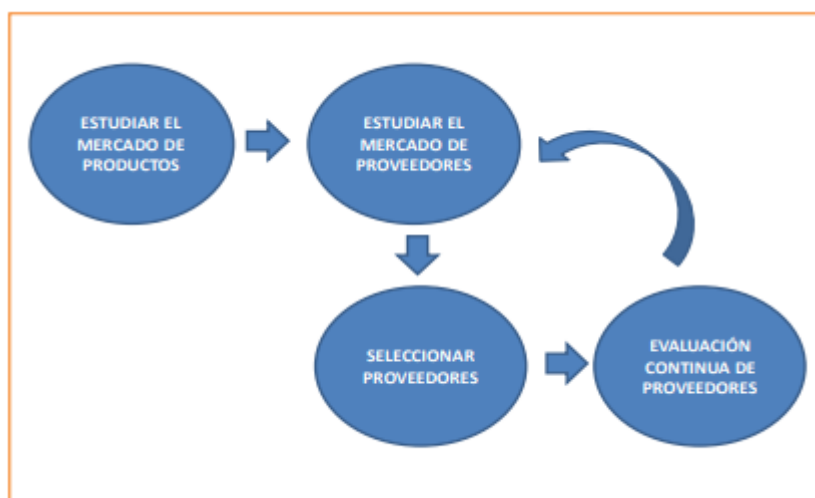 ESTUDIAR EL
MERCADO DE
PRODUCTOS
ESTUDIAR EL
MERCADO DE
PROVEEDORES
SELECCIONAR
PROVEEDORES
EVALUACIÓN
CONTINUA DE
PROVEEDORES